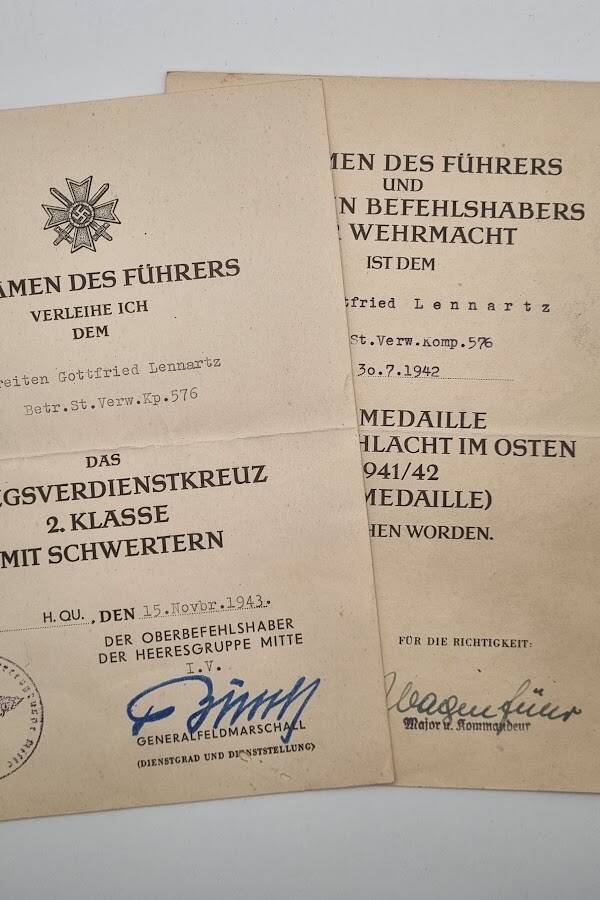 AMEN DES FÜHRERS
VERLEIHE ICH
DEM
reiten Gottfried Lennartz
Betr.St.Verw.Kp.576
DAS
GSVERDIENSTKREUZ
2. KLASSE
MIT SCHWERTERN
H. QU. , DEN 15.Novbr.1943.
DER OBERBEFEHLSHABER
DER HEERESGRUPPE MITTE
I.V.
GENERALFELDMARSCHALL
(DIENSTGRAD UND DIENSTSTELLUNG)
MEN DES FÜHRERS
UND
N BEFEHLSHABERS
R WEHRMACHT
IST DEM
tfried Lennartz
St.Verw.Komp.576
30.7.1942
MEDAILLE
HLACHT IM OSTEN
1941/42
MEDAILLE)
HEN WORDEN.
FÜR DIE RICHTIGKEIT:
Major u. Kommandeur